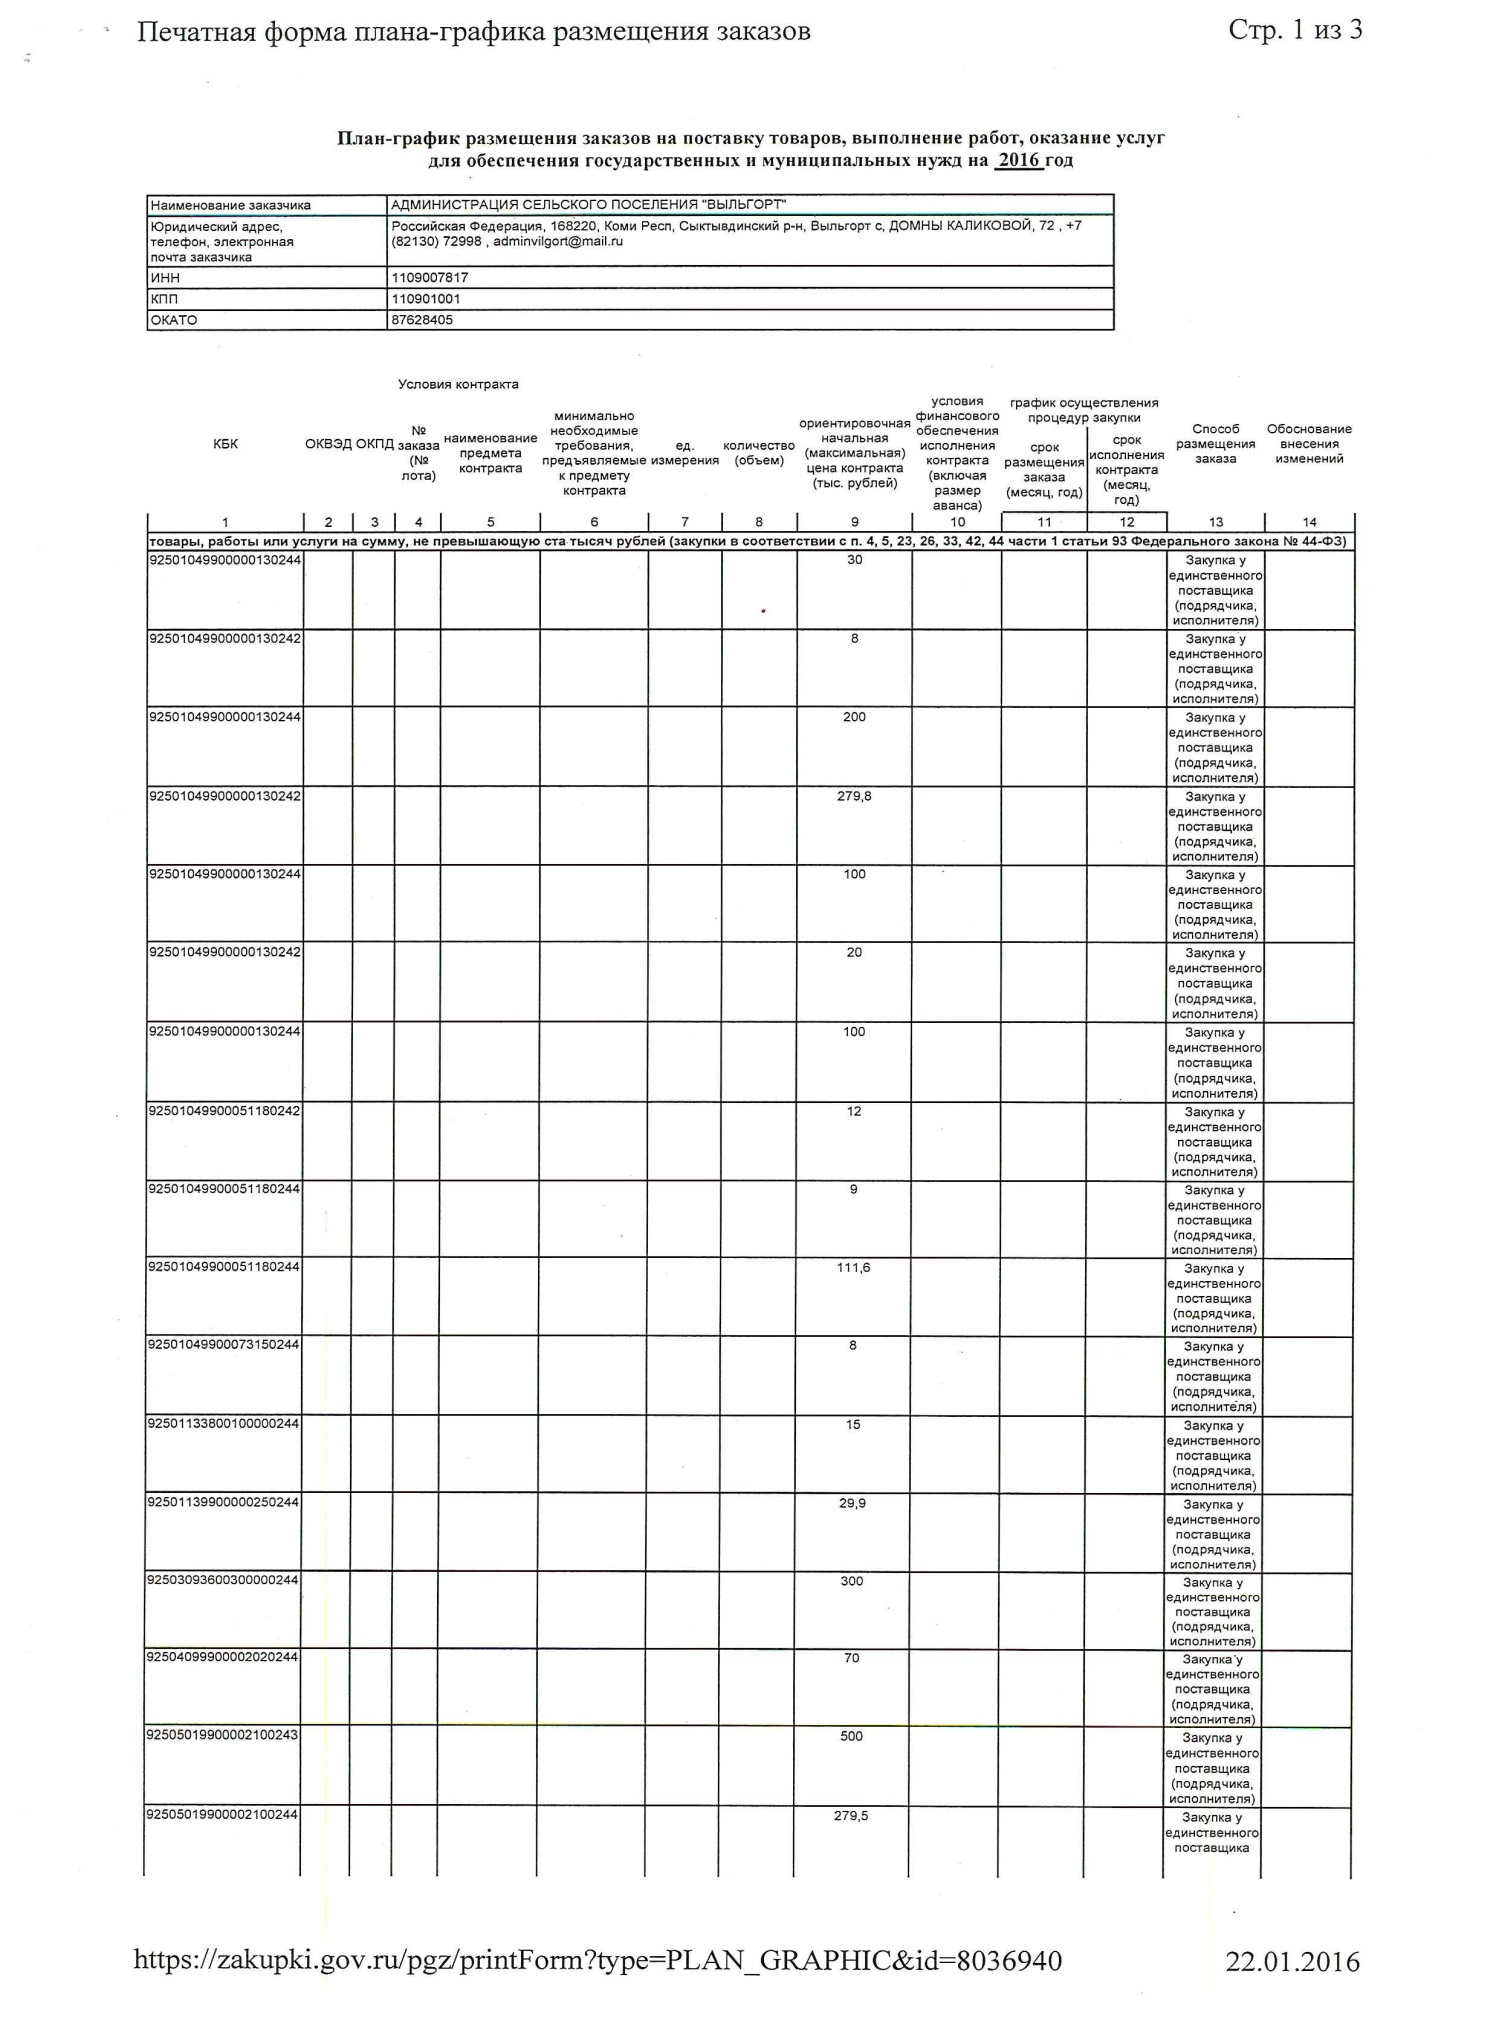 Печатная форма плана-графика размещения заказов
Стр. 1 из 3
План-график размещения заказов на поставку товаров, выполнение работ, оказание услуг
для обеспечения государственных и муниципальных нужд на 2016 год
Наименование заказчика
АДМИНИСТРАЦИЯ СЕЛЬСКОГО ПОСЕЛЕНИЯ "ВЫЛЬГОРТ"
Юридический адрес,
телефон, электронная
почта заказчика
Российская Федерация, 168220, Коми Респ, Сыктывдинский р-н, Выльгорт с, ДОМНЫ КАЛИКОВОЙ, 72 , +7
(82130) 72998 , adminvilgort@mail.ru
ИНН
1109007817
КПП
110901001
ОКАТО
87628405
КБК
ОКВЭД
ОКПД
Условия контракта
№
заказа
(№
лота)
наименование
предмета
контракта
минимально
необходимые
требования,
предъявляемые
к предмету
контракта
ед.
измерения
количество
(объем)
ориентировочная
начальная
(максимальная)
цена контракта
(тыс. рублей)
условия
финансового
обеспечения
исполнения
контракта
(включая
размер
аванса)
график осуществления
процедур закупки
срок
размещения
заказа
(месяц, год)
срок
исполнения
контракта
(месяц,
год)
Способ
размещения
заказа
Обоснование
внесения
изменений
1 2 3 4 5 6 7 8 9 10 11 12 13 14
товары, работы или услуги на сумму, не превышающую ста тысяч рублей (закупки в соответствии с п. 4, 5, 23, 26, 33, 42, 44 части 1 статьи 93 Федерального закона № 44-ФЗ)
92501049900000130244 30 Закупка у
единственного
поставщика
(подрядчика,
исполнителя)
92501049900000130242 8 Закупка у
единственного
поставщика
(подрядчика,
исполнителя)
92501049900000130244 200 Закупка у
единственного
поставщика
(подрядчика,
исполнителя)
92501049900000130242 279,8 Закупка у
единственного
поставщика
(подрядчика,
исполнителя)
92501049900000130244 100 Закупка у
единственного
поставщика
(подрядчика,
исполнителя)
92501049900000130242 20 Закупка у
единственного
поставщика
(подрядчика,
исполнителя)
92501049900000130244 100 Закупка у
единственного
поставщика
(подрядчика,
исполнителя)
92501049900051180242 12 Закупка у
единственного
поставщика
(подрядчика,
исполнителя)
92501049900051180244 9 Закупка у
единственного
поставщика
(подрядчика,
исполнителя)
92501049900051180244 111,6 Закупка у
единственного
поставщика
(подрядчика,
исполнителя)
92501049900073150244 8 Закупка у
единственного
поставщика
(подрядчика,
исполнителя)
92501133800100000244 15 Закупка у
единственного
поставщика
(подрядчика,
исполнителя)
92501139900000250244 29,9 Закупка у
единственного
поставщика
(подрядчика,
исполнителя)
92503093600300000244 300 Закупка у
единственного
поставщика
(подрядчика,
исполнителя)
92504099900002020244 70 Закупка у
единственного
поставщика
(подрядчика,
исполнителя)
92505019900002100243 500 Закупка у
единственного
поставщика
(подрядчика,
исполнителя)
92505019900002100244 279,5 Закупка у
единственного
поставщика
https://zakupki.gov.ru/pgz/printForm?type=PLAN_GRAPHIC&id=8036940
22.01.2016